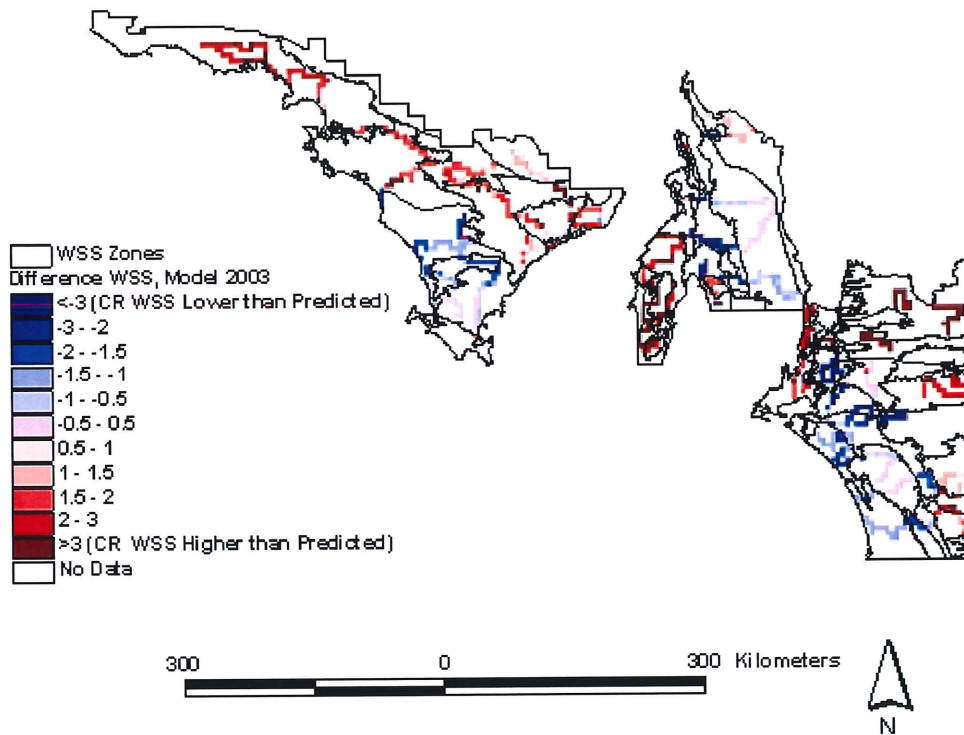 WSS Zones
Difference WSS, Model 2003
<-3 (CR WSS Lower than Predicted)
-3 - -2
-2 - -1.5
-1.5 - -1
-1 - -0.5
-0.5 - 0.5
0.5 - 1
1 - 1.5
1.5 - 2
2 - 3
>3 (CR WSS Higher than Predicted)
No Data
300 0 300 Kilometers
N